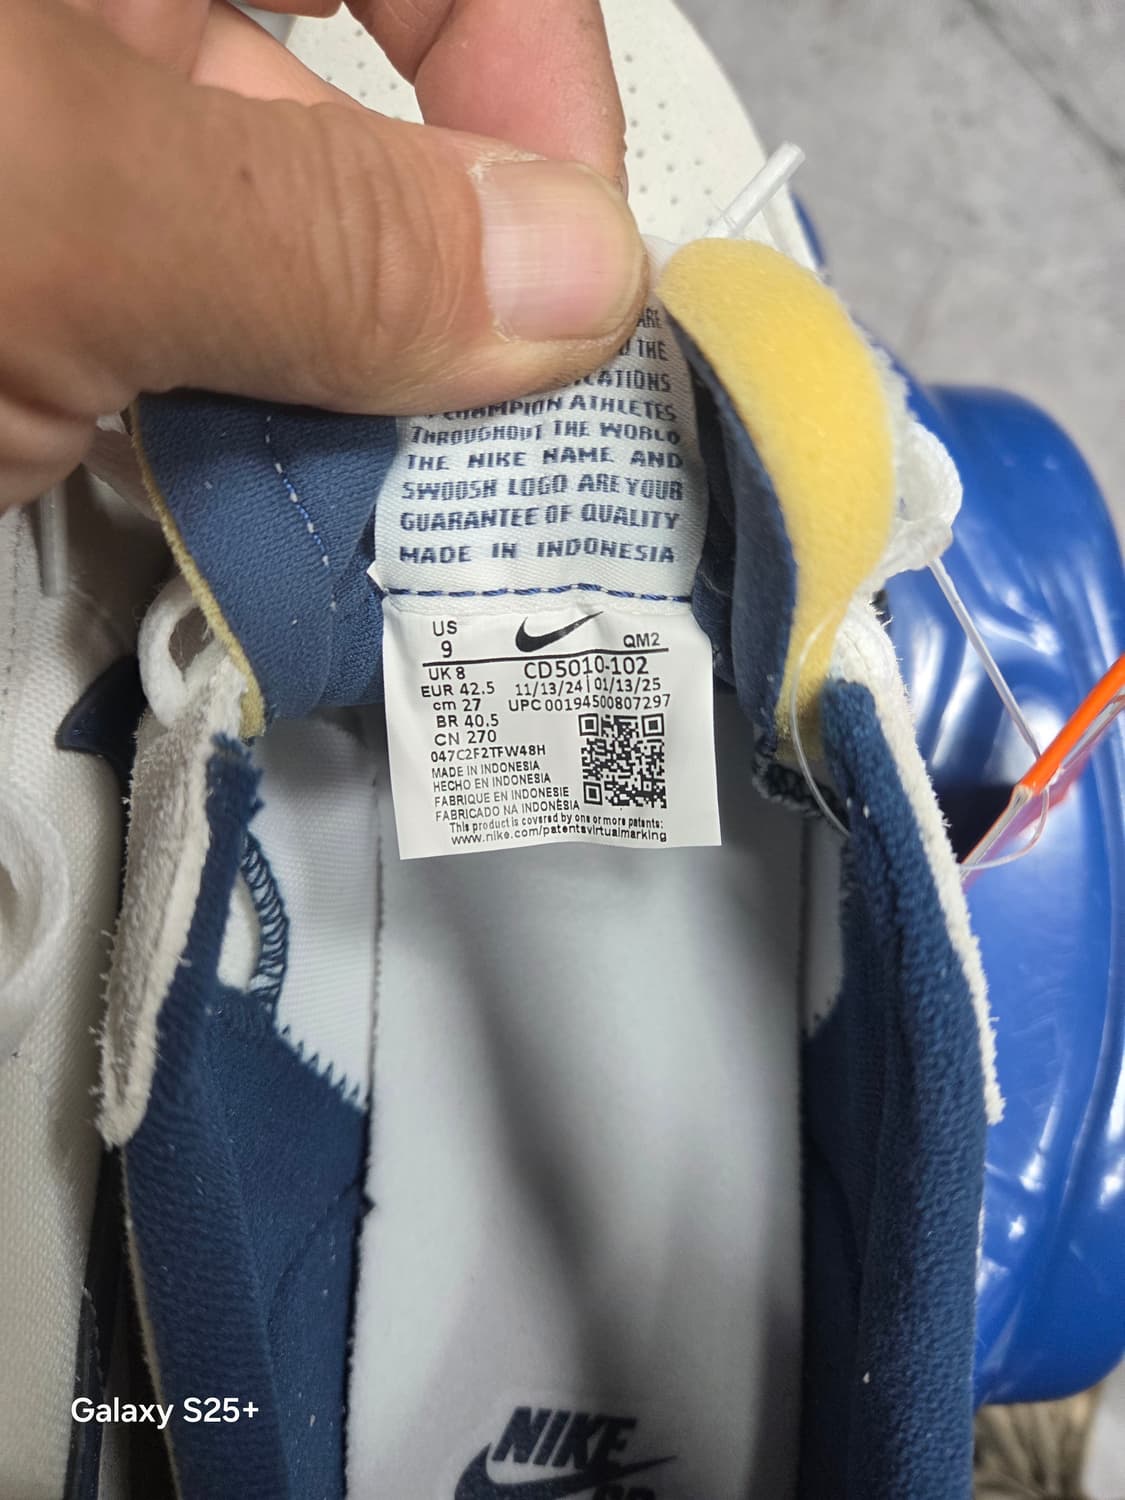 ARE
THE
CHAMPION ATHLETES
THROUGHOUT THE WORLD
THE NIKE NAME AND
SWOOSH LOGO ARE YOUR
GUARANTEE OF QUALITY
MADE IN INDONESIA
US
9
QM2
UK 8
CD5010-102
EUR 42.5
11/13/24 | 01/13/25
cm 27
UPC 00194500807297
BR 40.5
CN 270
047C2F2TFW48H
MADE IN INDONESIA
HECHO EN INDONESIA
FABRIQUE EN INDONESIE
FABRICADO NA INDONÉSIA
This product is covered by one or more patents:
www.nike.com/patentsvirtualmarking
NIKE
Galaxy S25+